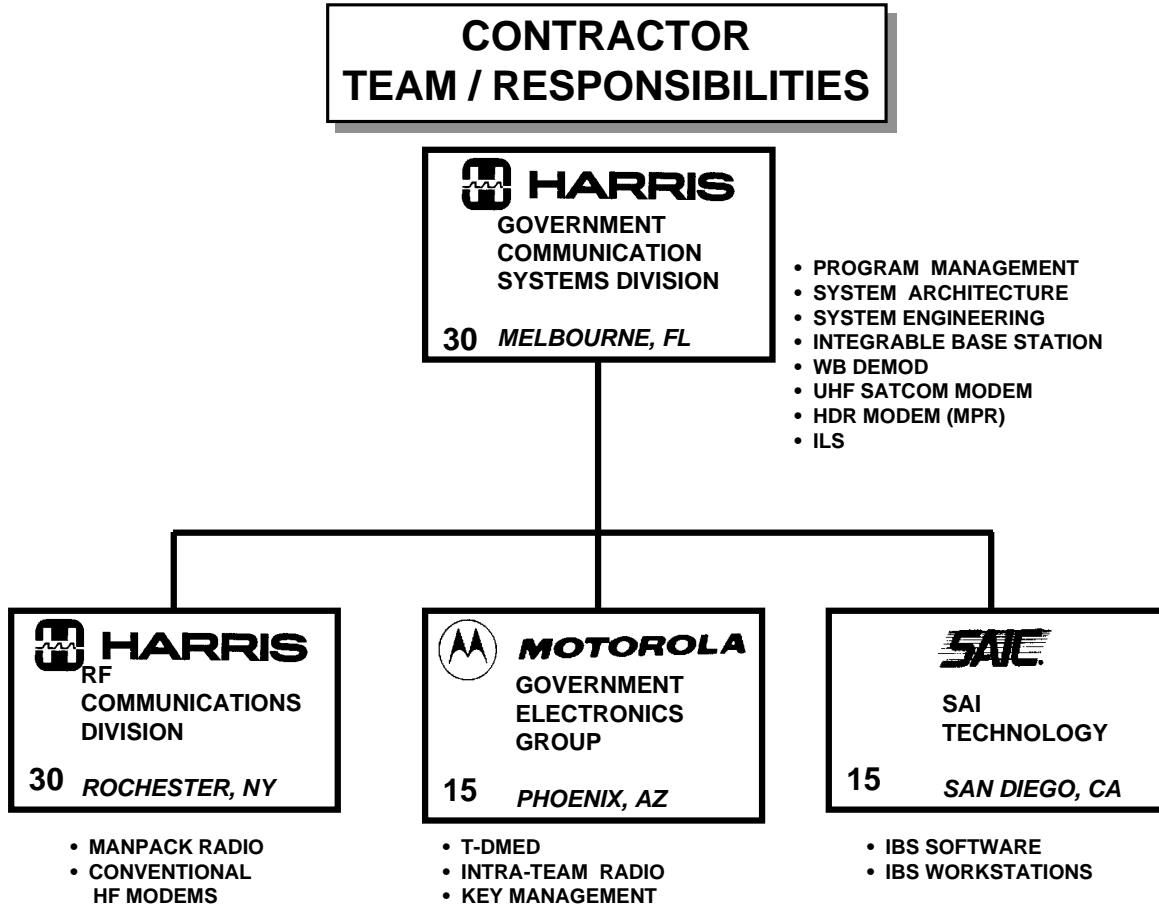 CONTRACTOR
TEAM / RESPONSIBILITIES
HARRIS
GOVERNMENT
COMMUNICATION
SYSTEMS DIVISION
30 MELBOURNE, FL
• PROGRAM MANAGEMENT
• SYSTEM ARCHITECTURE
• SYSTEM ENGINEERING
• INTEGRABLE BASE STATION
• WB DEMOD
• UHF SATCOM MODEM
• HDR MODEM (MPR)
• ILS
HARRIS
RF
COMMUNICATIONS
DIVISION
30 ROCHESTER, NY
• MANPACK RADIO
• CONVENTIONAL
HF MODEMS
MOTOROLA
GOVERNMENT
ELECTRONICS
GROUP
15 PHOENIX, AZ
• T-DMED
• INTRA-TEAM RADIO
• KEY MANAGEMENT
SAIC.
SAI
TECHNOLOGY
15 SAN DIEGO, CA
• IBS SOFTWARE
• IBS WORKSTATIONS